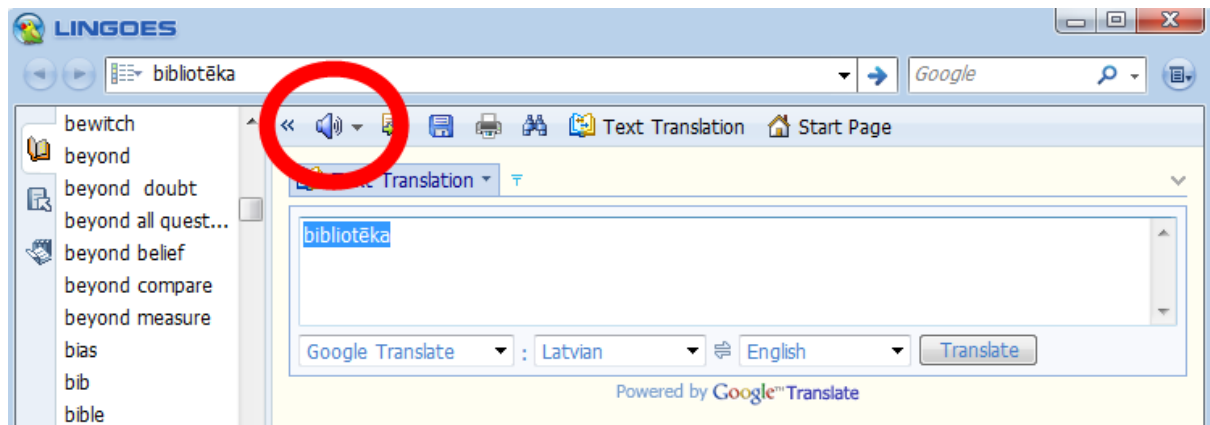 LINGOES
bibliotēka
Google
bewitch
beyond
beyond doubt
beyond all quest...
beyond belief
beyond compare
beyond measure
bias
bib
bible
« Text Translation Start Page
Text Translation
bibliotēka
Google Translate : Latvian English Translate
Powered by Google™ Translate